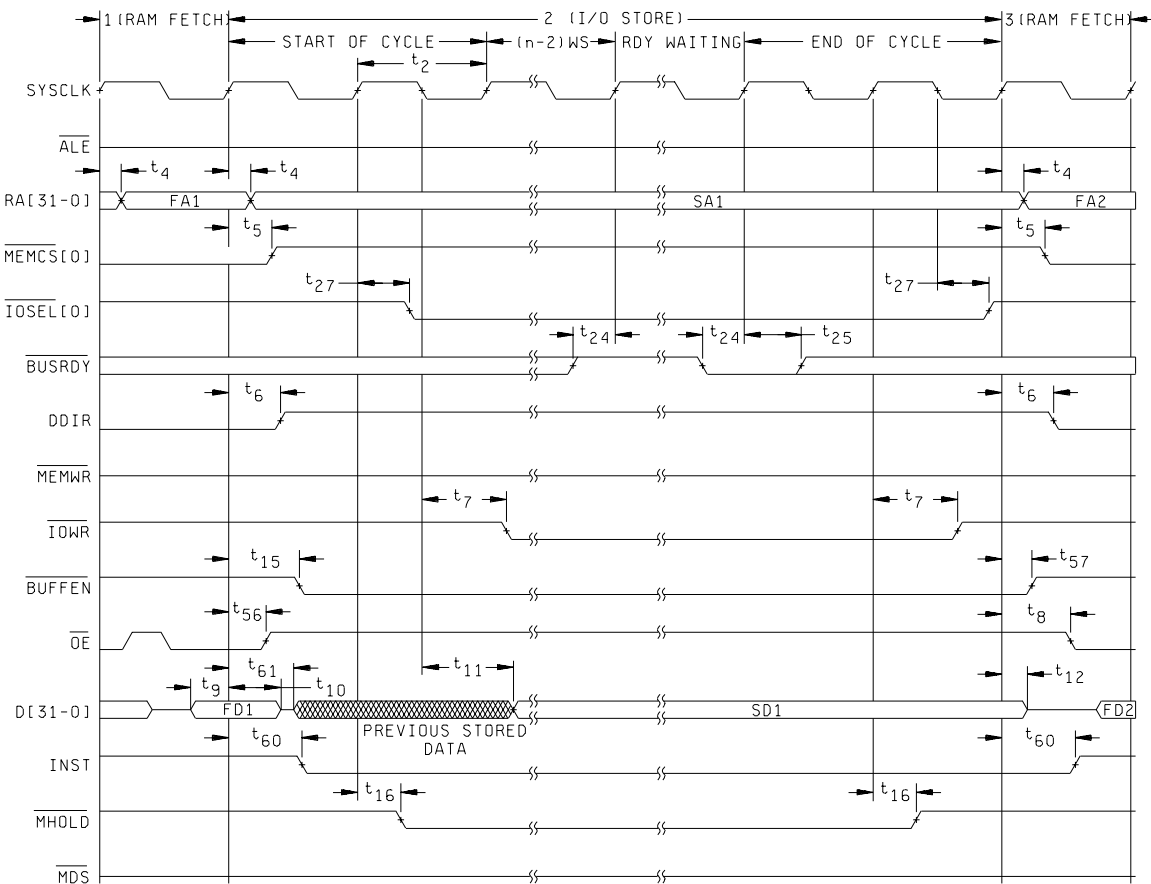 1 (RAM FETCH) 2 (I/O STORE) 3 (RAM FETCH)
START OF CYCLE (n-2)WS RDY WAITING END OF CYCLE
t2
SYSCLK
ALE
t4 t4 t4
RA[31-0] FA1 SA1 FA2
t5 t5
MEMCS[0]
t27 t27
IOSEL[0]
t24 t24 t25
BUSRDY
t6 t6
DDIR
MEMWR
t7 t7
IOWR
t15 t57
BUFFEN
t56 t8
OE
t61 t11
t9 t10 t12
D[31-0] FD1 SD1 FD2
PREVIOUS STORED
DATA
t60 t60
INST
t16 t16
MHOLD
MDS